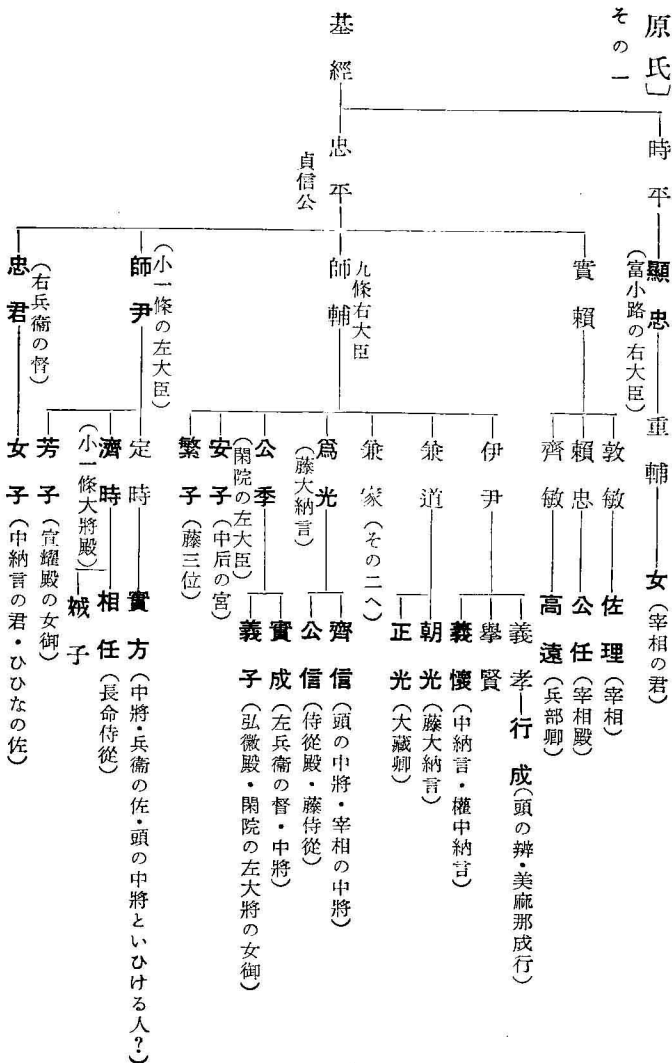 原氏〕
その一
時平
顯忠
（富小路の右大臣）
重輔
女（宰相の君）
基經
忠平
貞信公
實賴
敦敏
佐理（宰相）
賴忠
公任（宰相殿）
齊敏
高遠（兵部卿）
師輔
九條右大臣
伊尹
義孝
行成（頭の辨・美麻那成行）
擧賢
義懷（中納言・權中納言）
兼道
朝光（藤大納言）
正光（大藏卿）
兼家（その二へ）
爲光
（藤大納言）
齊信（頭の中將・宰相の中將）
公信（侍從殿・藤侍從）
公季
（閑院の左大臣）
實成（左兵衞の督・中將）
義子（弘徽殿・閑院の左大將の女御）
安子（中后の宮）
繁子（藤三位）
師尹
（小一條の左大臣）
定時
實方（中將・兵衞の佐・頭の中將といひける人？）
濟時
（小一條大將殿）
相任（長命侍從）
娍子
芳子（宣耀殿の女御）
忠君
（右兵衞の督）
女子（中納言の君・ひひなの佐）